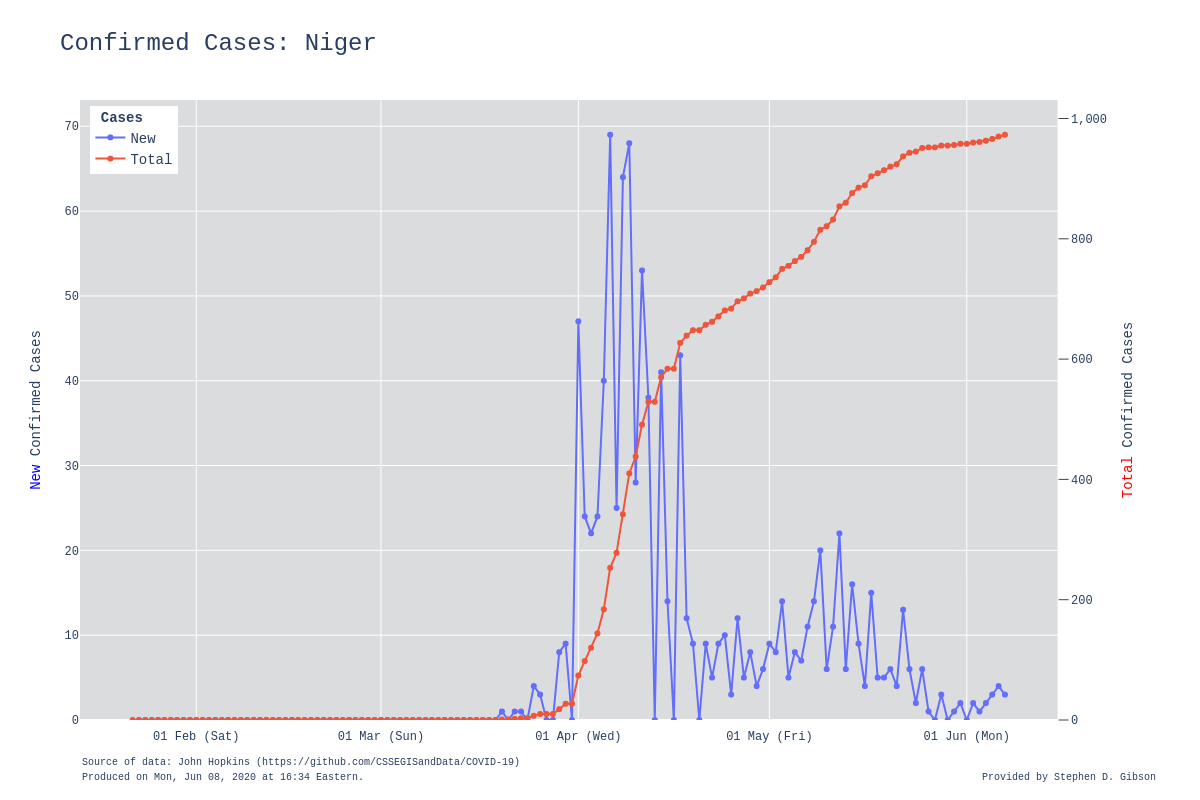 Confirmed Cases: Niger
Cases
New
Total
70
60
50
40
30
20
10
0
1,000
800
600
400
200
0
New Confirmed Cases
Total Confirmed Cases
01 Feb (Sat)
01 Mar (Sun)
01 Apr (Wed)
01 May (Fri)
01 Jun (Mon)
Source of data: John Hopkins (https://github.com/CSSEGISandData/COVID-19)
Produced on Mon, Jun 08, 2020 at 16:34 Eastern.
Provided by Stephen D. Gibson